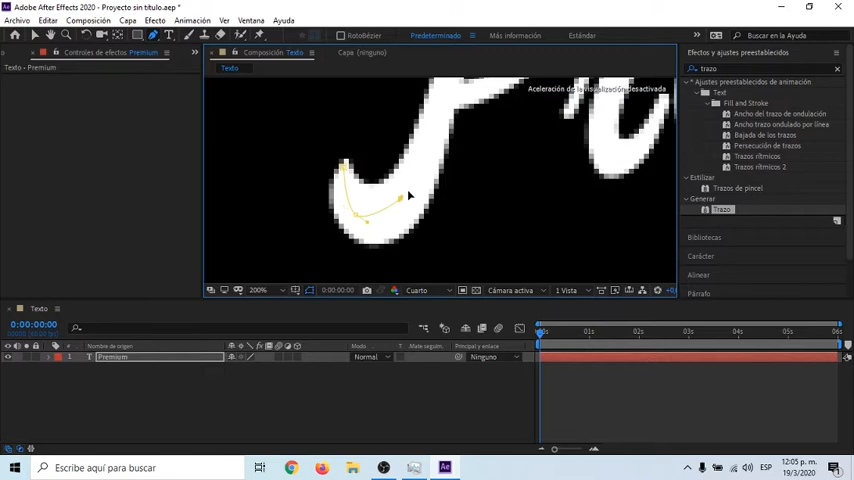 Adobe After Effects 2020 - Proyecto sin título.aep *
Archivo Edición Composición Capa Efecto Animación Ver Ventana Ayuda
RotoBézier Predeterminado Más información Estándar Buscar en la Ayuda
Controles de efectos Premium
Composición Texto
Capa (ninguno)
Efectos y ajustes preestablecidos
Texto • Premium
Texto
trazo
Aceleración de la visualización desactivada
* Ajustes preestablecidos de animación
Text
Fill and Stroke
Ancho del trazo de ondulación
Ancho trazo ondulado por línea
Bajada de los trazos
Persecución de trazos
Trazos rítmicos
Trazos rítmicos 2
Estilizar
Trazos de pincel
Generar
Trazo
Bibliotecas
Carácter
Alinear
Párrafo
200% 0:00:00:00 Cuarto Cámara activa 1 Vista
Texto
0:00:00:00
01s 02s 03s 04s 05s 06s
Nombre de origen Modo T Mate seguim. Principal y enlace
1 T Premium Normal Ninguno
Escribe aquí para buscar
Ae
ESP
12:05 p. m.
19/3/2020